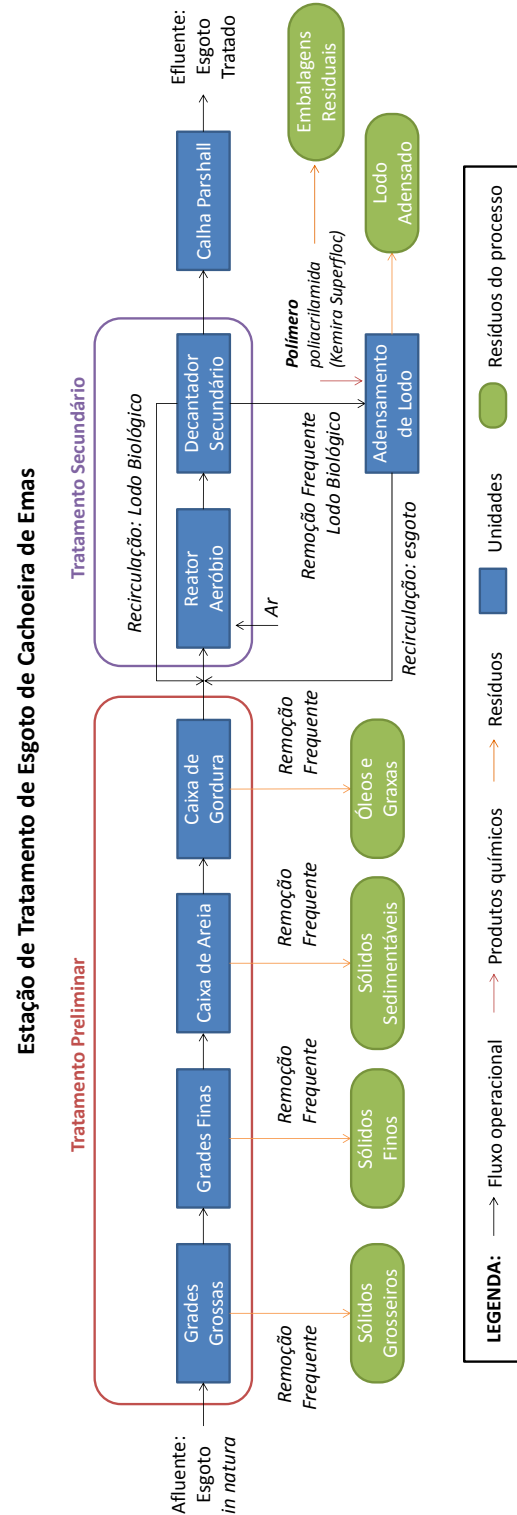 Estação de Tratamento de Esgoto de Cachoeira de Emas
Tratamento Preliminar
Tratamento Secundário
Afluente:
Esgoto
in natura
Grades
Grossas
Grades Finas
Caixa de Areia
Caixa de
Gordura
Recirculação: Lodo Biológico
Reator
Aeróbio
Decantador
Secundário
Calha Parshall
Efluente:
Esgoto
Tratado
Ar
Remoção
Frequente
Remoção
Frequente
Remoção
Frequente
Remoção
Frequente
Sólidos
Grosseiros
Sólidos
Finos
Sólidos
Sedimentáveis
Óleos e
Graxas
Remoção Frequente
Lodo Biológico
Recirculação: esgoto
Polímero
poliacrilamida
(Kemira Superfloc)
Embalagens
Residuais
Adensamento
de Lodo
Lodo
Adensado
LEGENDA:
Fluxo operacional
Produtos químicos
Resíduos
Unidades
Resíduos do processo